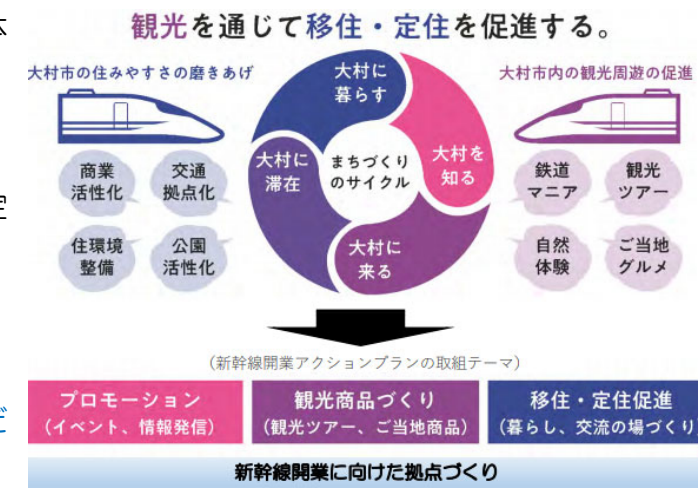 観光を通じて移住・定住を促進する。
大村市の住みやすさの磨きあげ
大村市内の観光周遊の促進
商業
活性化
交通
拠点化
住環境
整備
公園
活性化
大村に
暮らす
大村を
知る
大村に
来る
大村に
滞在
まちづくり
のサイクル
鉄道
マニア
観光
ツアー
自然
体験
ご当地
グルメ
(新幹線開業アクションプランの取組テーマ)
プロモーション
(イベント、情報発信)
観光商品づくり
(観光ツアー、ご当地商品)
移住・定住促進
(暮らし、交流の場づくり)
新幹線開業に向けた拠点づくり